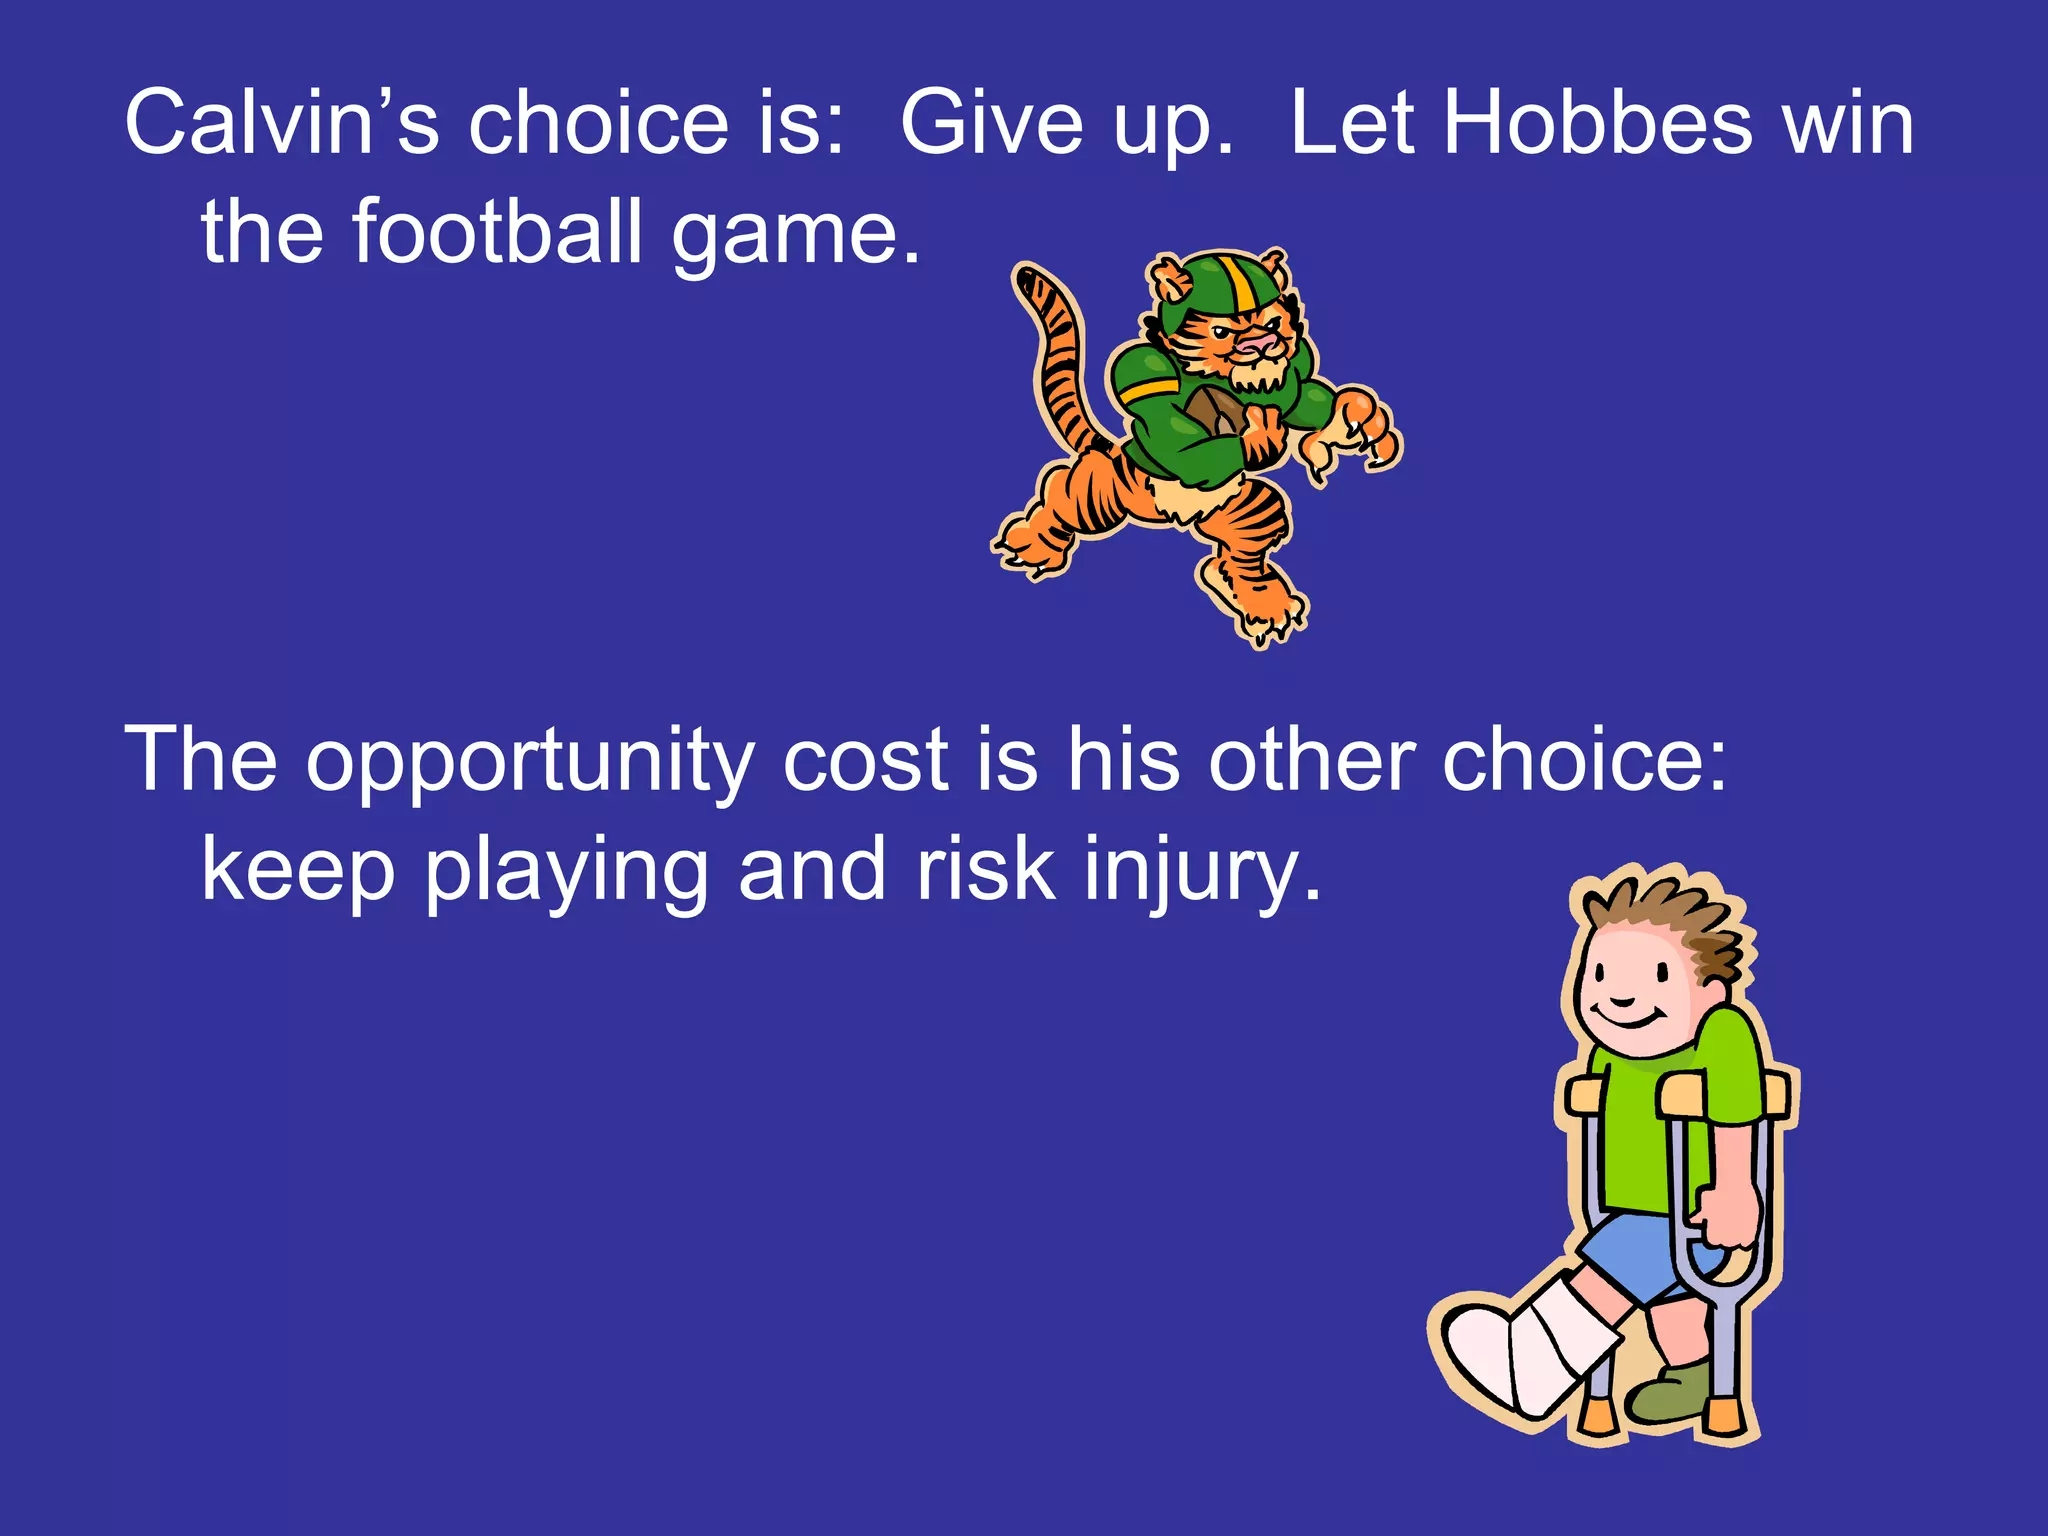 Calvin’s choice is:  Give up.  Let Hobbes win
the football game.
The opportunity cost is his other choice:
keep playing and risk injury.